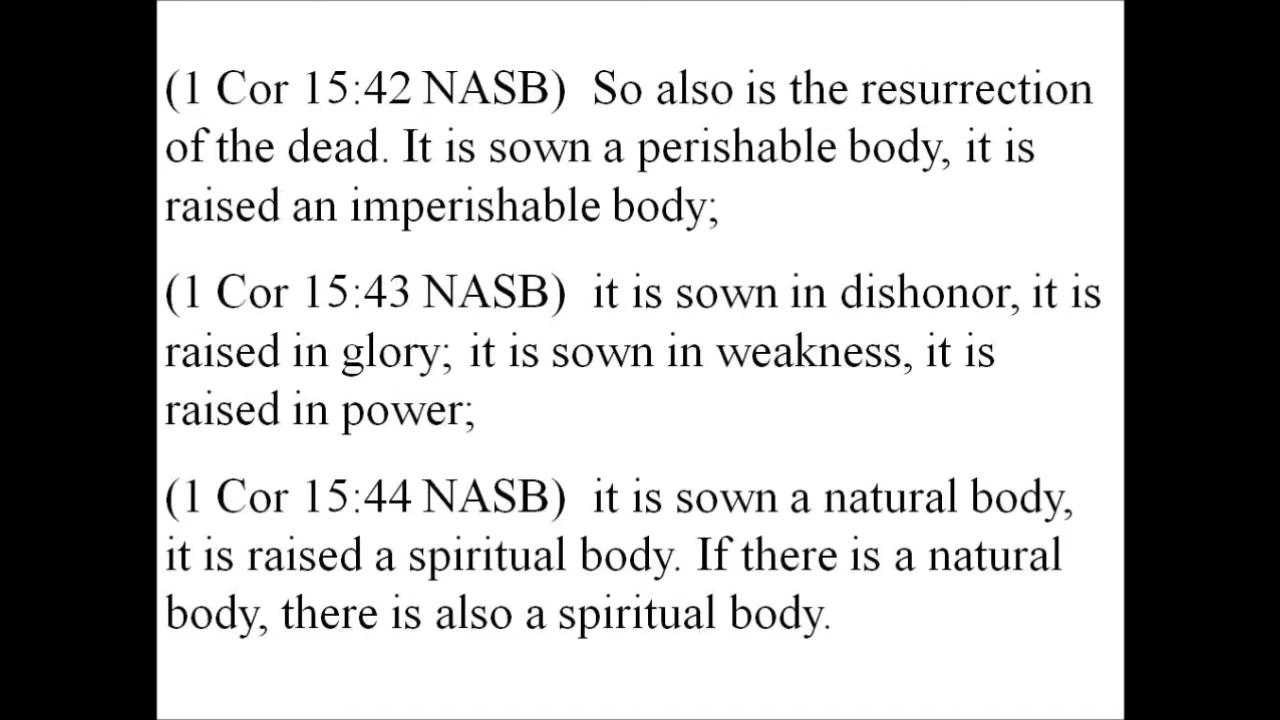 (1 Cor 15:42 NASB)  So also is the resurrection
of the dead. It is sown a perishable body, it is
raised an imperishable body;
(1 Cor 15:43 NASB)  it is sown in dishonor, it is
raised in glory; it is sown in weakness, it is
raised in power;
(1 Cor 15:44 NASB)  it is sown a natural body,
it is raised a spiritual body. If there is a natural
body, there is also a spiritual body.